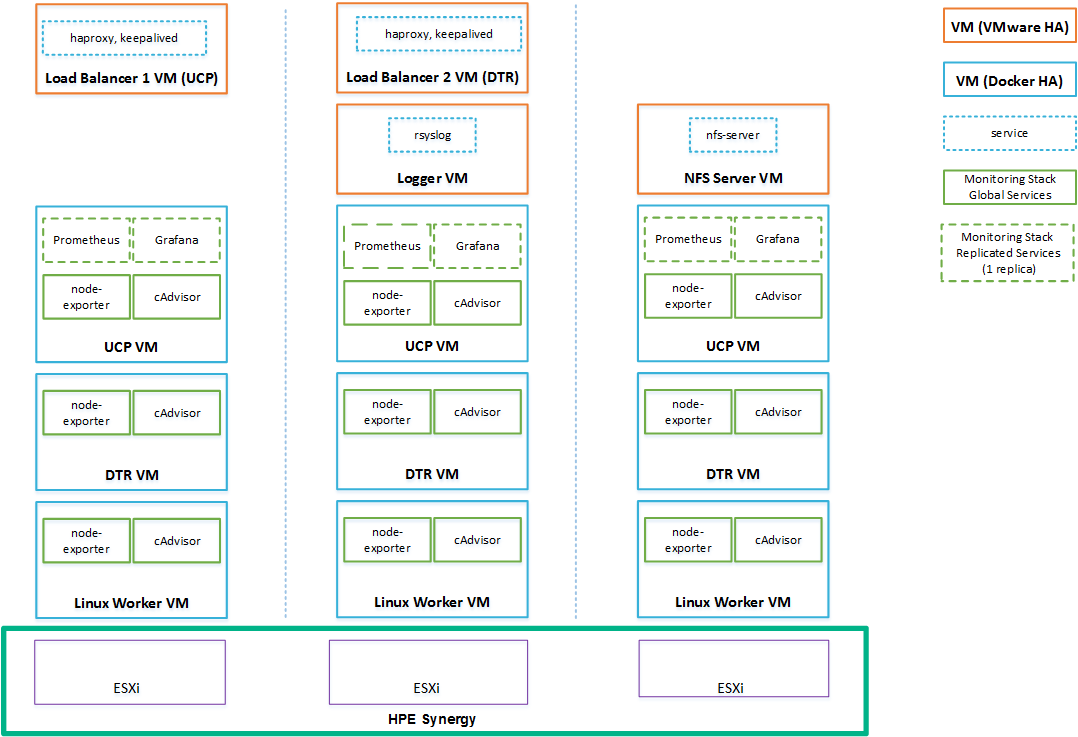 haproxy, keepalived
Load Balancer 1 VM (UCP)
Prometheus
Grafana
node-
exporter
cAdvisor
UCP VM
node-
exporter
cAdvisor
DTR VM
node-
exporter
cAdvisor
Linux Worker VM
haproxy, keepalived
Load Balancer 2 VM (DTR)
rsyslog
Logger VM
Prometheus
Grafana
node-
exporter
cAdvisor
UCP VM
node-
exporter
cAdvisor
DTR VM
node-
exporter
cAdvisor
Linux Worker VM
nfs-server
NFS Server VM
Prometheus
Grafana
node-
exporter
cAdvisor
UCP VM
node-
exporter
cAdvisor
DTR VM
node-
exporter
cAdvisor
Linux Worker VM
ESXi
ESXi
ESXi
HPE Synergy
VM (VMware HA)
VM (Docker HA)
service
Monitoring Stack
Global Services
Monitoring Stack
Replicated Services
(1 replica)